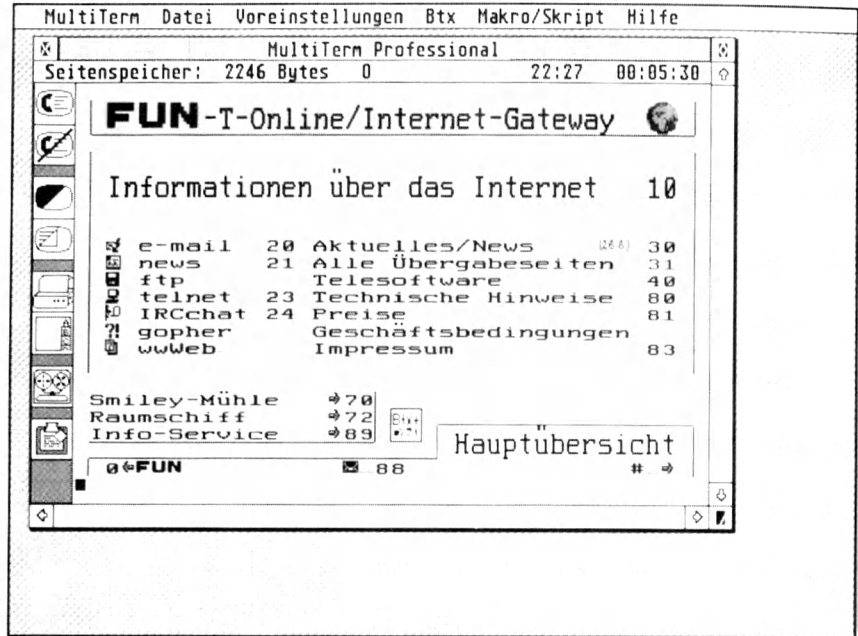 MultiTerm Datei Voreinstellungen Btx Makro/Skript Hilfe
MultiTerm Professional
Seitenspeicher: 2246 Bytes 0 22:27 00:05:30
FUN-T-Online/Internet-Gateway
Informationen über das Internet 10
e-mail 20 Aktuelles/News (26.8) 30
news 21 Alle Übergabeseiten 31
ftp Telesoftware 40
telnet 23 Technische Hinweise 80
IRCchat 24 Preise 81
gopher Geschäftsbedingungen
wwWeb Impressum 83
Smiley-Mühle ⇒70
Raumschiff ⇒72
Info-Service ⇒89
Hauptübersicht
0⇐FUN 88 # ⇒